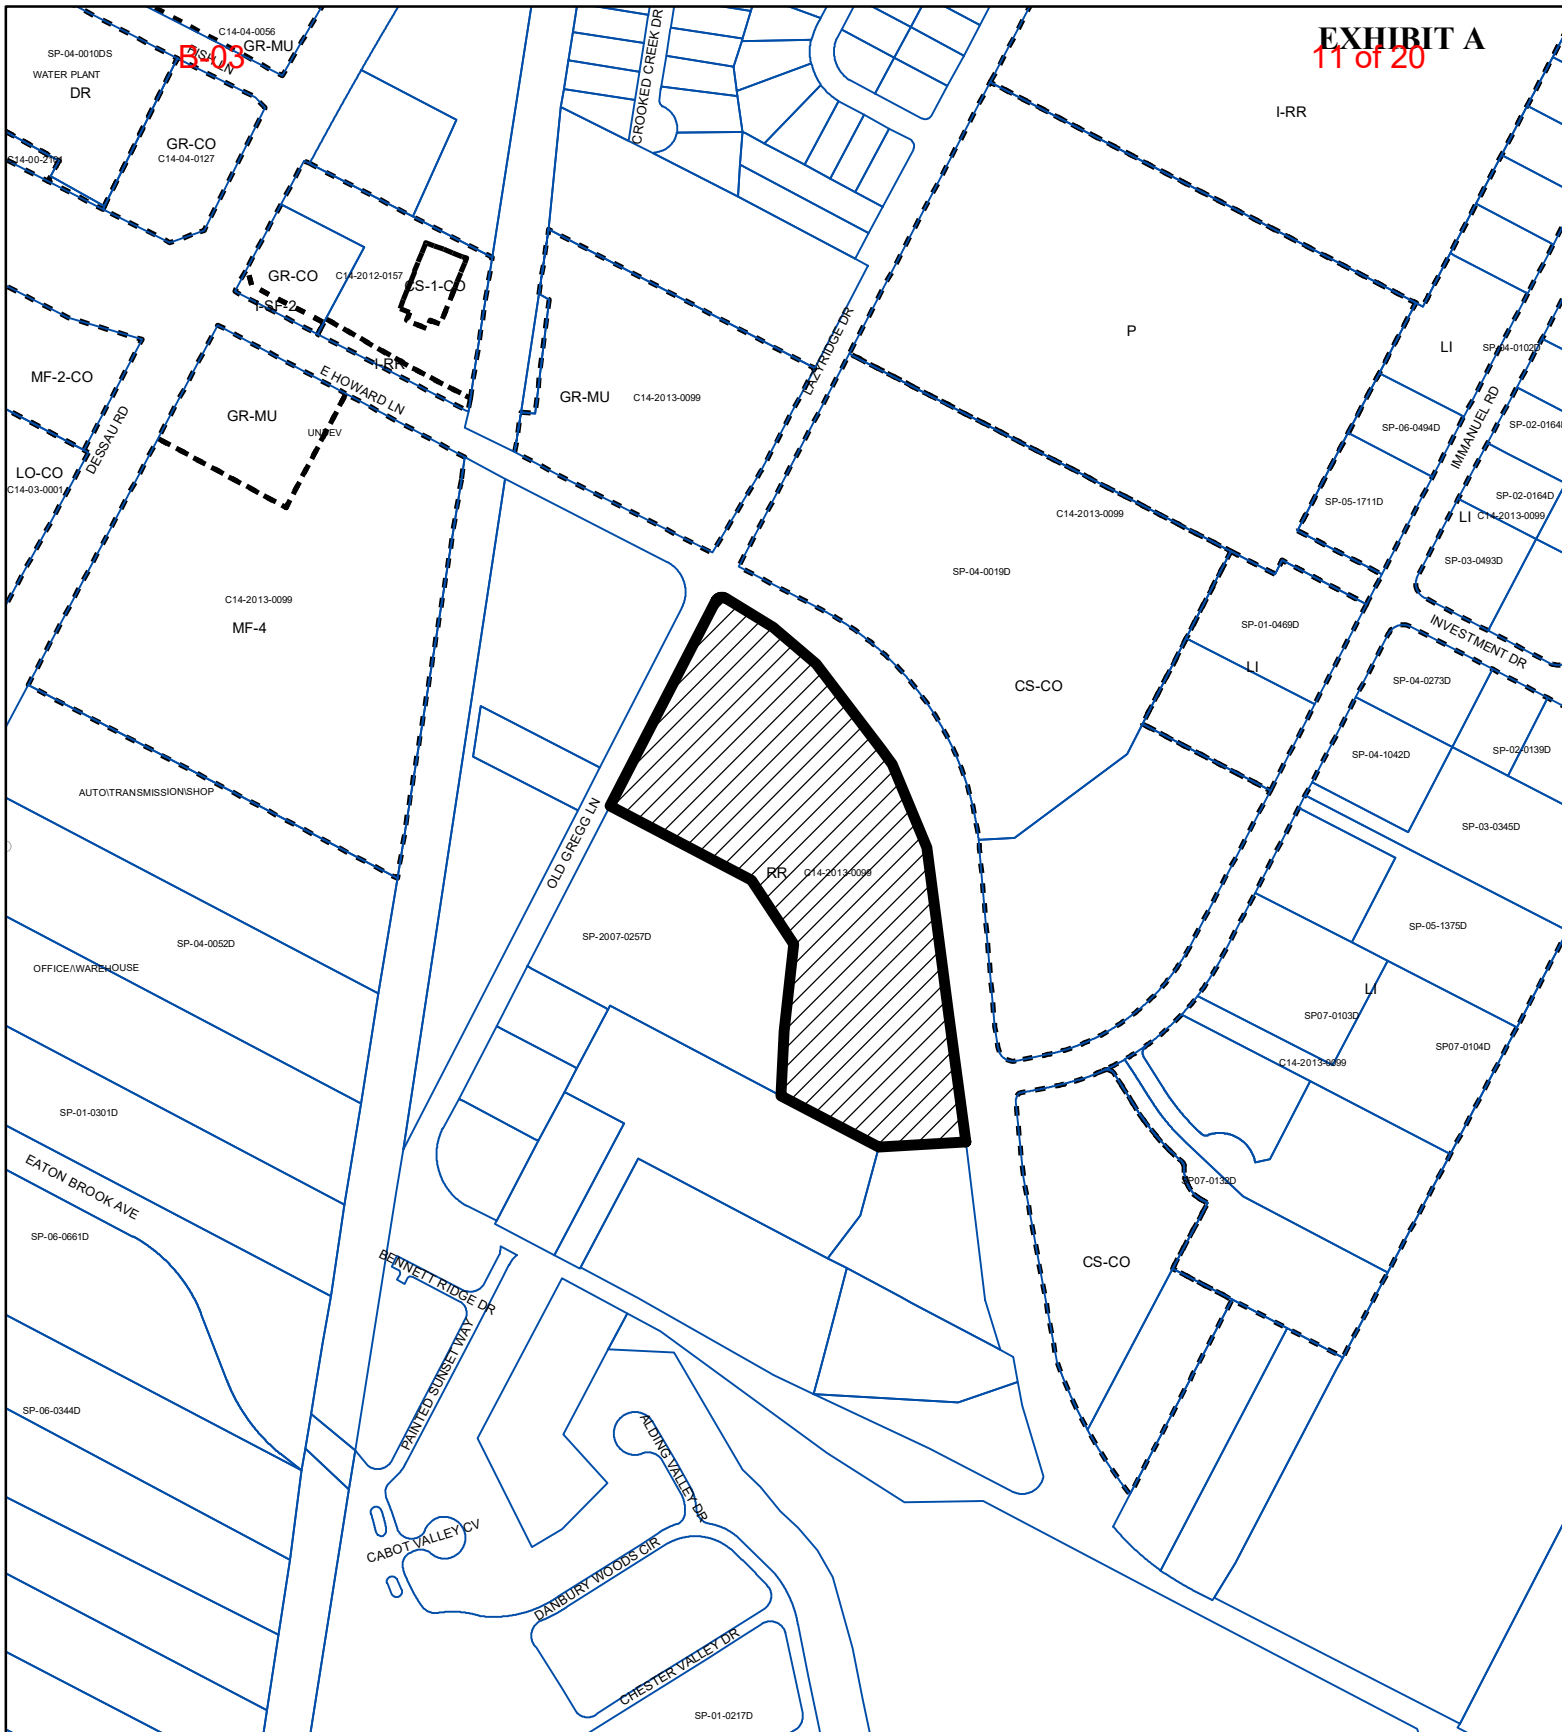 EXHIBIT A
B-03
11 of 20
C14-04-0056
GR-MU
SP-04-0010DS
WATER PLANT
DR
GR-CO
C14-04-0127
CROOKED CREEK DR
I-RR
GR-CO
C14-2012-0157
CS-1-CO
I-SF-2
I-RR
E HOWARD LN
MF-2-CO
DESSAU RD
GR-MU
LO-CO
C14-03-0001
GR-MU
C14-2013-0099
LAZYRIDGE DR
P
LI
SP-04-0102D
SP-06-0494D
IMMANUEL RD
SP-05-1711D
SP-02-0164D
LI
C14-2013-0099
SP-03-0493D
C14-2013-0099
SP-04-0019D
C14-2013-0099
MF-4
SP-01-0469D
LI
INVESTMENT DR
CS-CO
SP-04-0273D
SP-04-1042D
SP-02-0139D
AUTO\TRANSMISSION\SHOP
SP-03-0345D
OLD GREGG LN
RR
C14-2013-0099
SP-05-1375D
SP-04-0052D
SP-2007-0257D
OFFICE/WAREHOUSE
LI
SP07-0103D
SP07-0104D
C14-2013-0099
SP-01-0301D
EATON BROOK AVE
SP07-0132D
SP-06-0661D
CS-CO
BENNETT RIDGE DR
PAINTED SUNSET WAY
SP-06-0344D
ALDING VALLEY DR
CABOT VALLEY CV
DANBURY WOODS CIR
CHESTER VALLEY DR
SP-01-0217D